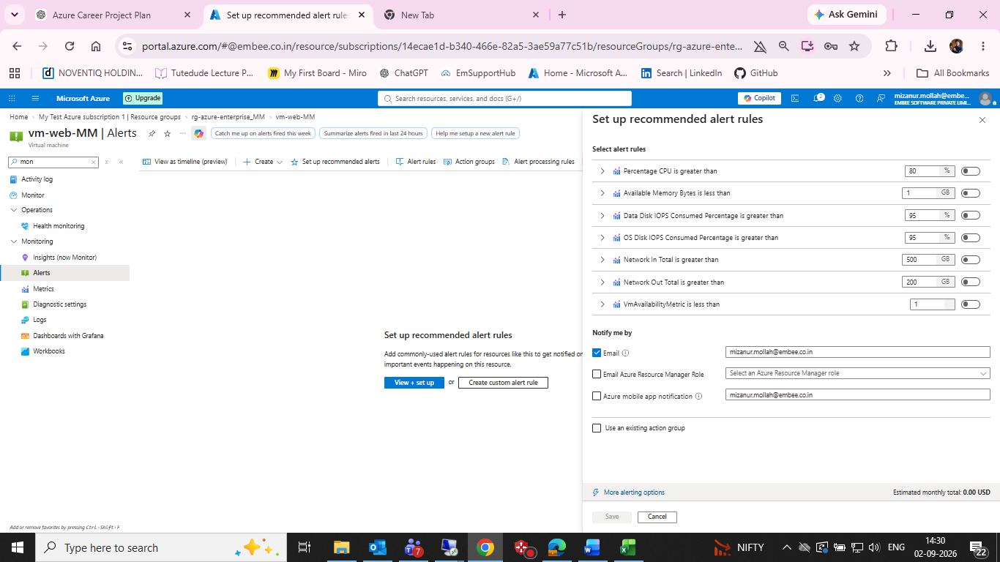 Azure Career Project Plan
Set up recommended alert rules
New Tab
Ask Gemini
portal.azure.com/#@embee.co.in/resource/subscriptions/14ecae1d-b340-466e-82a5-3ae59a77c51b/resourceGroups/rg-azure-ente...
NOVENTIQ HOLDIN...
Tutedude Lecture P...
My First Board - Miro
ChatGPT
EmSupportHub
Home - Microsoft A...
Search | LinkedIn
GitHub
All Bookmarks
Microsoft Azure
Upgrade
Search resources, services, and docs (G+/)
Copilot
2
mizanur.mollah@embe...
EMBEE SOFTWARE PRIVATE LIMI...
Home > My Test Azure subscription 1 | Resource groups > rg-azure-enterprise_MM > vm-web-MM
vm-web-MM | Alerts
Virtual machine
Catch me up on alerts fired this week
Summarize alerts fired in last 24 hours
Help me setup a new alert rule
mon
View as timeline (preview)
Create
Set up recommended alerts
Alert rules
Action groups
Alert processing rules
Activity log
Monitor
Operations
Health monitoring
Monitoring
Insights (now Monitor)
Alerts
Metrics
Diagnostic settings
Logs
Dashboards with Grafana
Workbooks
Add or remove favorites by pressing Ctrl+Shift+F
Set up recommended alert rules
Add commonly-used alert rules for resources like this to get notified on
important events happening on this resource.
View + set up
or
Create custom alert rule
Set up recommended alert rules
Select alert rules
Percentage CPU is greater than 80 %
Available Memory Bytes is less than 1 GB
Data Disk IOPS Consumed Percentage is greater than 95 %
OS Disk IOPS Consumed Percentage is greater than 95 %
Network In Total is greater than 500 GB
Network Out Total is greater than 200 GB
VmAvailabilityMetric is less than 1
Notify me by
Email mizanur.mollah@embee.co.in
Email Azure Resource Manager Role Select an Azure Resource Manager role
Azure mobile app notification mizanur.mollah@embee.co.in
Use an existing action group
More alerting options
Estimated monthly total: 0.00 USD
Save
Cancel
Type here to search
7
NIFTY
ENG
14:30
02-09-2026
22